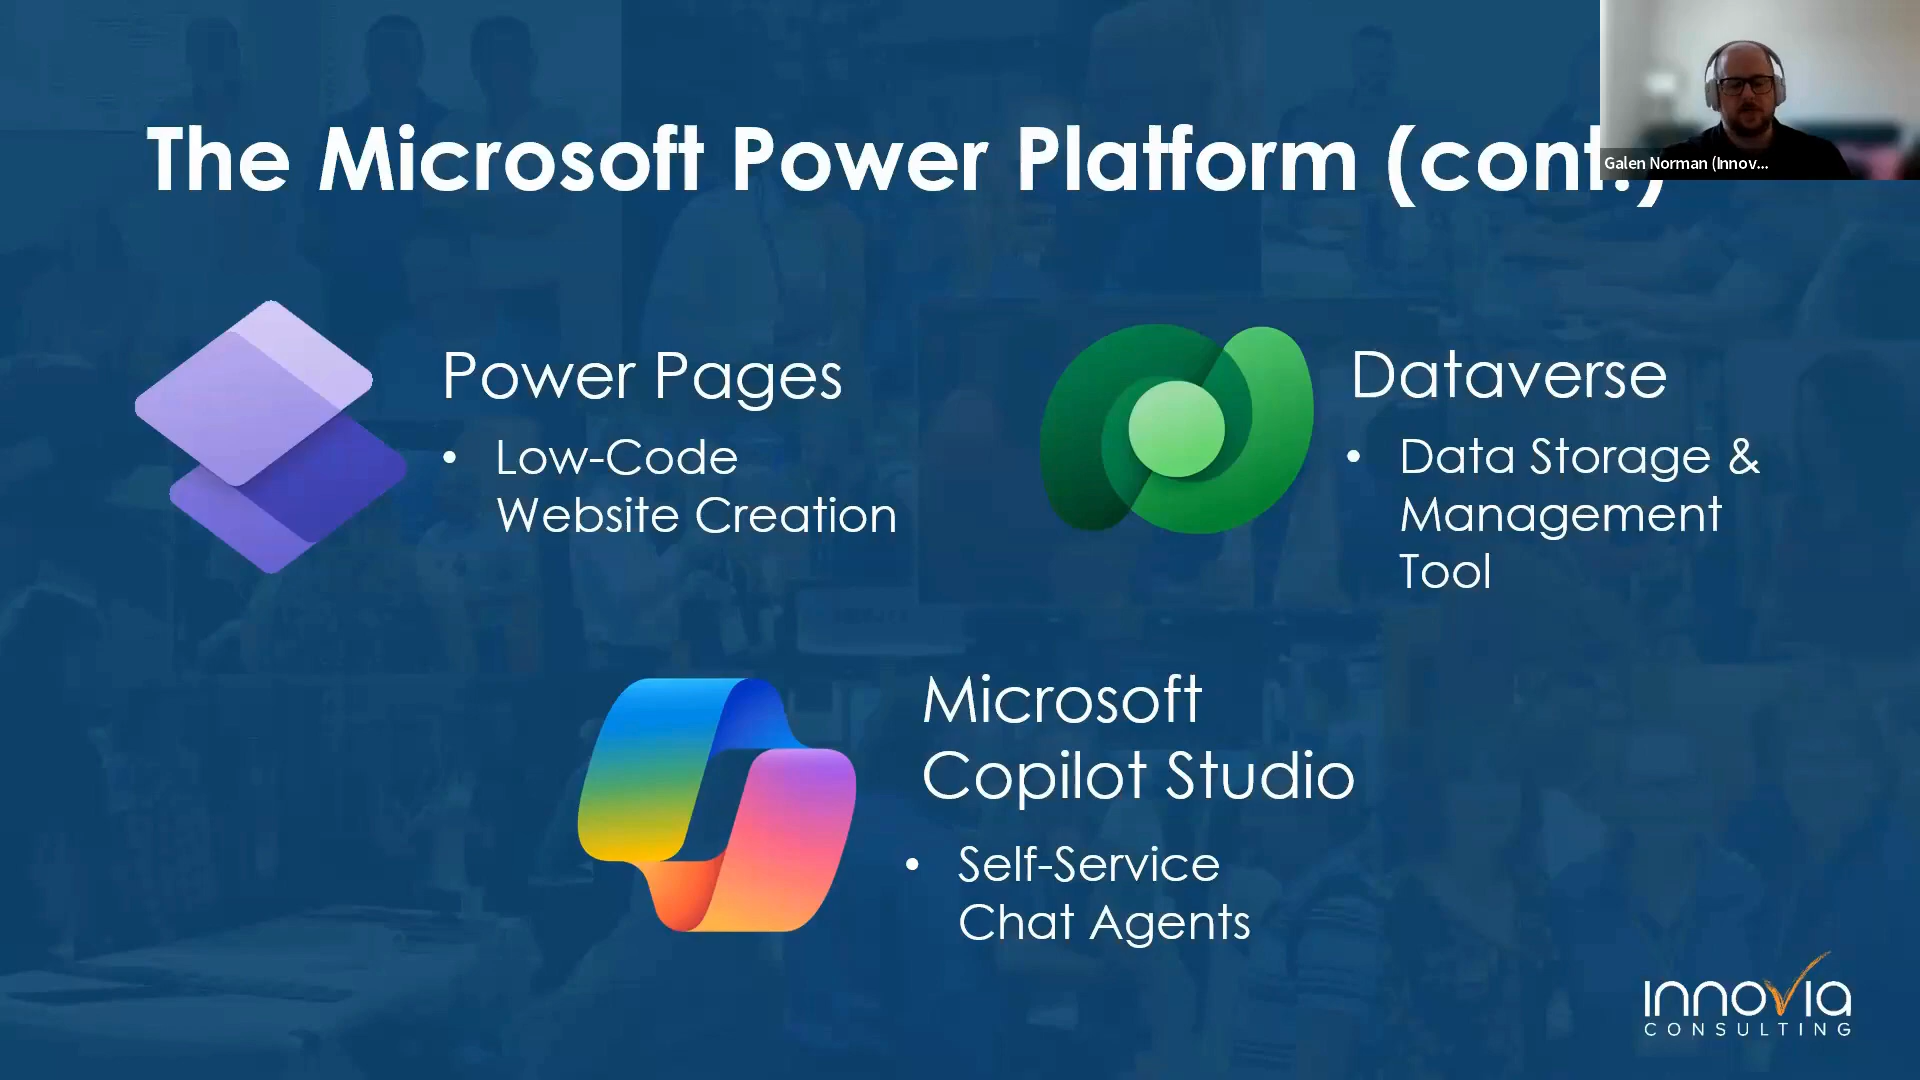 The Microsoft Power Platform (cont.)
Galen Norman (Innov...
Power Pages
• Low-Code
Website Creation
Dataverse
• Data Storage &
Management
Tool
Microsoft
Copilot Studio
• Self-Service
Chat Agents
innovia
CONSULTING